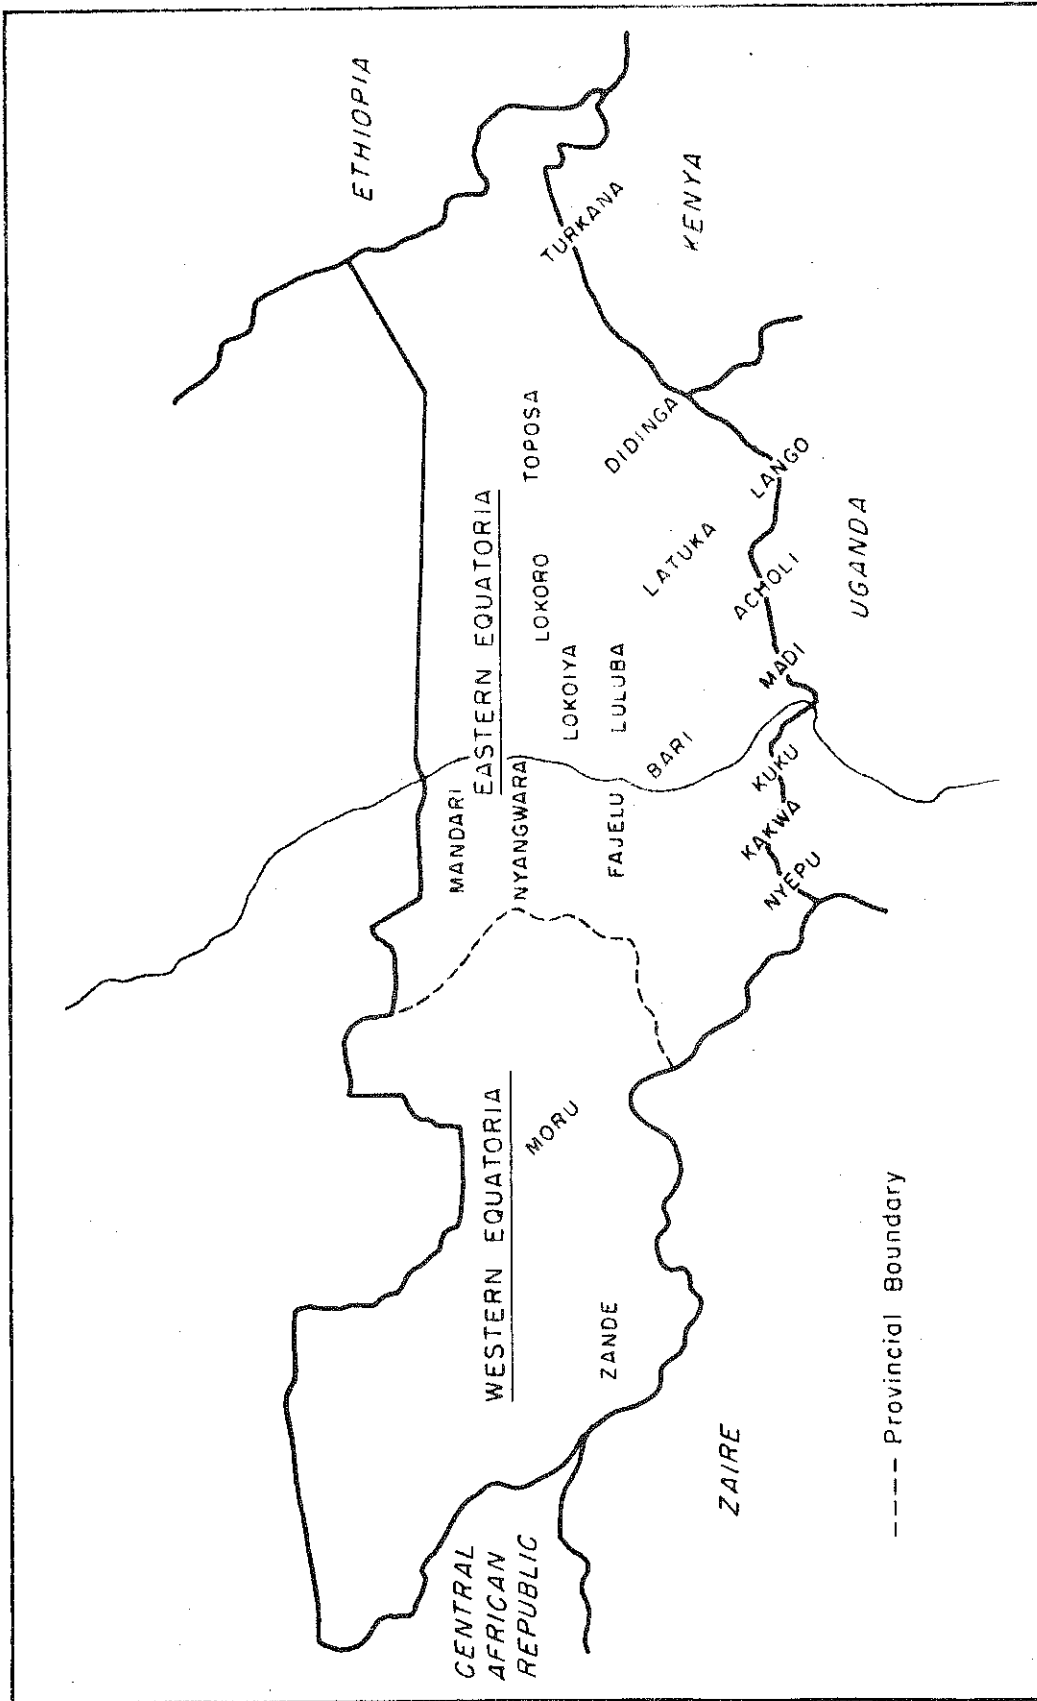 ETHIOPIA
KENYA
UGANDA
ZAIRE
CENTRAL
AFRICAN
REPUBLIC
WESTERN EQUATORIA
EASTERN EQUATORIA
MORU
ZANDE
MANDARI
NYANGWARA
FAJELU
BARI
LOKOIYA
LULUBA
LOKORO
TOPOSA
LATUKA
DIDINGA
TURKANA
LANGO
ACHOLI
MADI
KUKU
KAKWA
NYEPU
---- Provincial Boundary